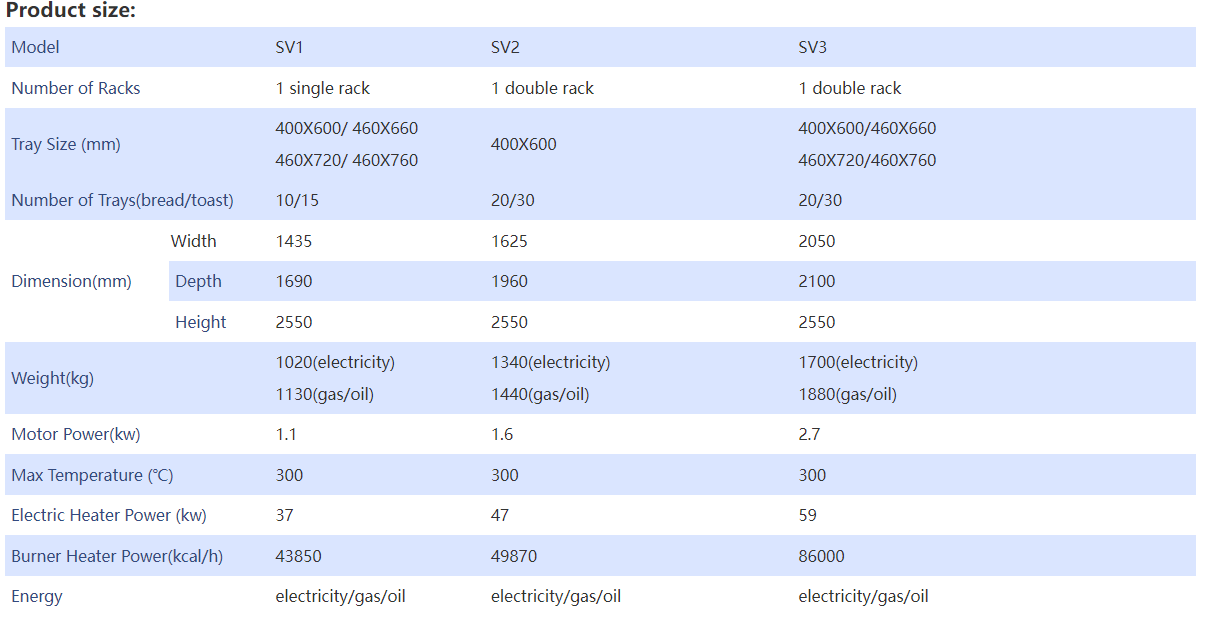 Product size:
Model SV1 SV2 SV3
Number of Racks 1 single rack 1 double rack 1 double rack
Tray Size (mm) 400X600/ 460X660 400X600 400X600/460X660
460X720/ 460X760 460X720/460X760
Number of Trays(bread/toast) 10/15 20/30 20/30
Dimension(mm) Width 1435 1625 2050
Depth 1690 1960 2100
Height 2550 2550 2550
Weight(kg) 1020(electricity) 1340(electricity) 1700(electricity)
1130(gas/oil) 1440(gas/oil) 1880(gas/oil)
Motor Power(kw) 1.1 1.6 2.7
Max Temperature (℃) 300 300 300
Electric Heater Power (kw) 37 47 59
Burner Heater Power(kcal/h) 43850 49870 86000
Energy electricity/gas/oil electricity/gas/oil electricity/gas/oil